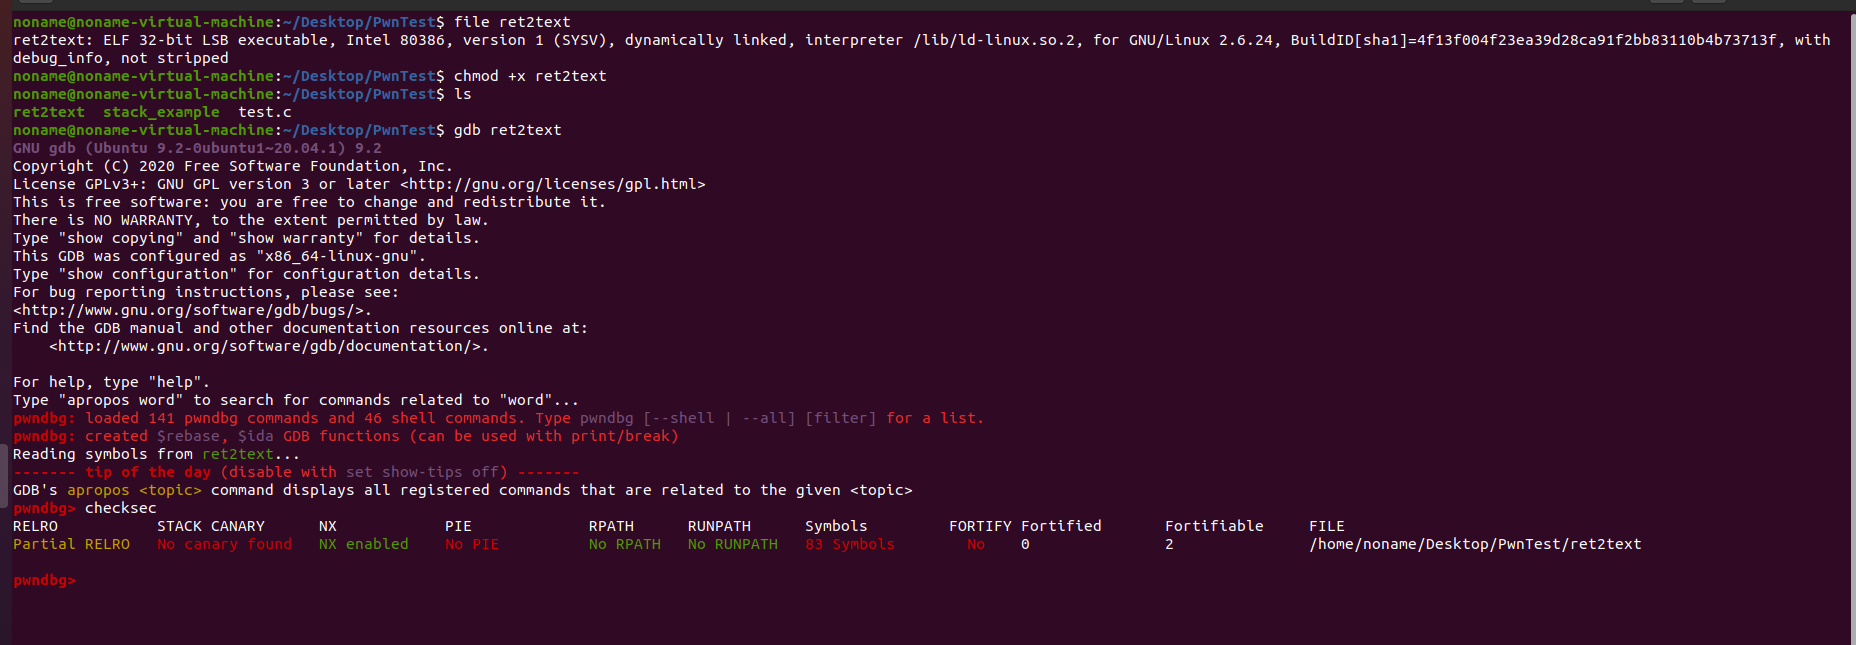 noname@noname-virtual-machine:~/Desktop/PwnTest$ file ret2text
ret2text: ELF 32-bit LSB executable, Intel 80386, version 1 (SYSV), dynamically linked, interpreter /lib/ld-linux.so.2, for GNU/Linux 2.6.24, BuildID[sha1]=4f13f004f23ea39d28ca91f2bb83110b4b73713f, with
debug_info, not stripped
noname@noname-virtual-machine:~/Desktop/PwnTest$ chmod +x ret2text
noname@noname-virtual-machine:~/Desktop/PwnTest$ ls
ret2text  stack_example  test.c
noname@noname-virtual-machine:~/Desktop/PwnTest$ gdb ret2text
GNU gdb (Ubuntu 9.2-0ubuntu1~20.04.1) 9.2
Copyright (C) 2020 Free Software Foundation, Inc.
License GPLv3+: GNU GPL version 3 or later <http://gnu.org/licenses/gpl.html>
This is free software: you are free to change and redistribute it.
There is NO WARRANTY, to the extent permitted by law.
Type "show copying" and "show warranty" for details.
This GDB was configured as "x86_64-linux-gnu".
Type "show configuration" for configuration details.
For bug reporting instructions, please see:
<http://www.gnu.org/software/gdb/bugs/>.
Find the GDB manual and other documentation resources online at:
    <http://www.gnu.org/software/gdb/documentation/>.
For help, type "help".
Type "apropos word" to search for commands related to "word"...
pwndbg: loaded 141 pwndbg commands and 46 shell commands. Type pwndbg [--shell | --all] [filter] for a list.
pwndbg: created $rebase, $ida GDB functions (can be used with print/break)
Reading symbols from ret2text...
------- tip of the day (disable with set show-tips off) -------
GDB's apropos <topic> command displays all registered commands that are related to the given <topic>
pwndbg> checksec
RELRO           STACK CANARY      NX            PIE             RPATH      RUNPATH      Symbols         FORTIFY Fortified       Fortifiable     FILE
Partial RELRO   No canary found   NX enabled    No PIE          No RPATH   No RUNPATH   83 Symbols        No    0               2               /home/noname/Desktop/PwnTest/ret2text
pwndbg>